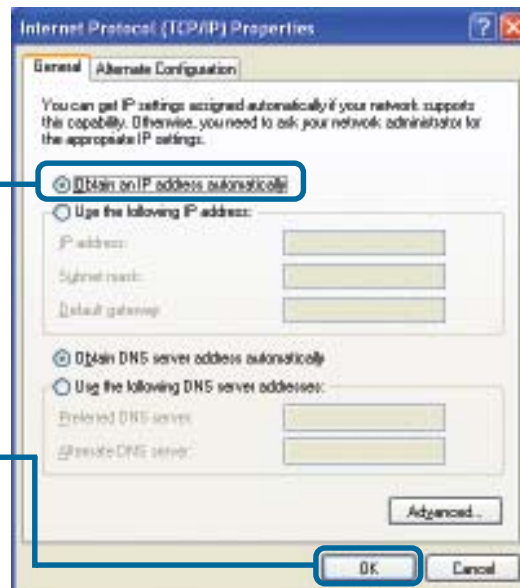 Internet Protocol (TCP/IP) Properties
General
Alternate Configuration
You can get IP settings assigned automatically if your network supports
this capability. Otherwise, you need to ask your network administrator for
the appropriate IP settings.
Obtain an IP address automatically
Use the following IP address:
IP address:
Subnet mask:
Default gateway:
Obtain DNS server address automatically
Use the following DNS server addresses:
Preferred DNS server:
Alternate DNS server:
Advanced...
OK
Cancel